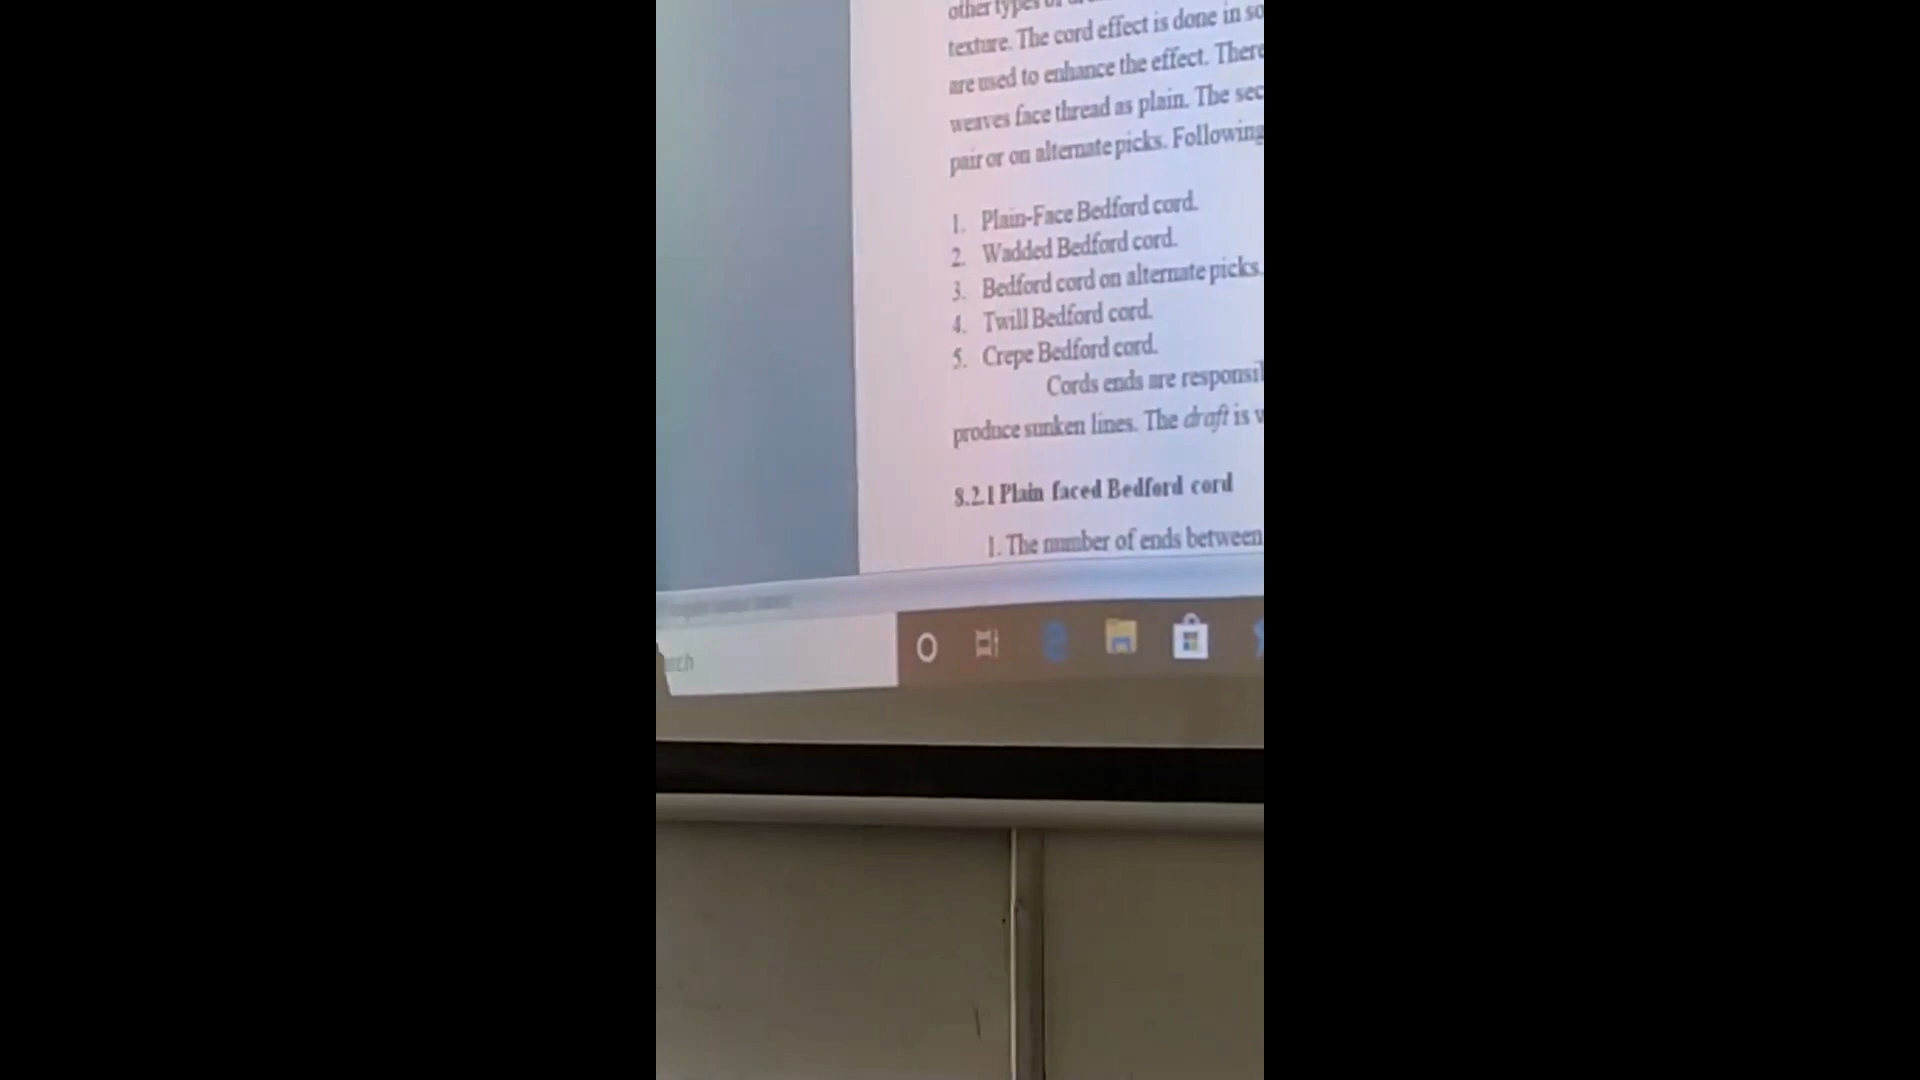 other types of
texture. The cord effect is done in so
are used to enhance the effect. There
weaves face thread as plain. The sec
pair or on alternate picks. Following
1. Plain-Face Bedford cord.
2. Wadded Bedford cord.
3. Bedford cord on alternate picks.
4. Twill Bedford cord.
5. Crepe Bedford cord.
Cords ends are responsi
produce sunken lines. The draft is v
8.2.1 Plain faced Bedford cord
1. The number of ends between
rch